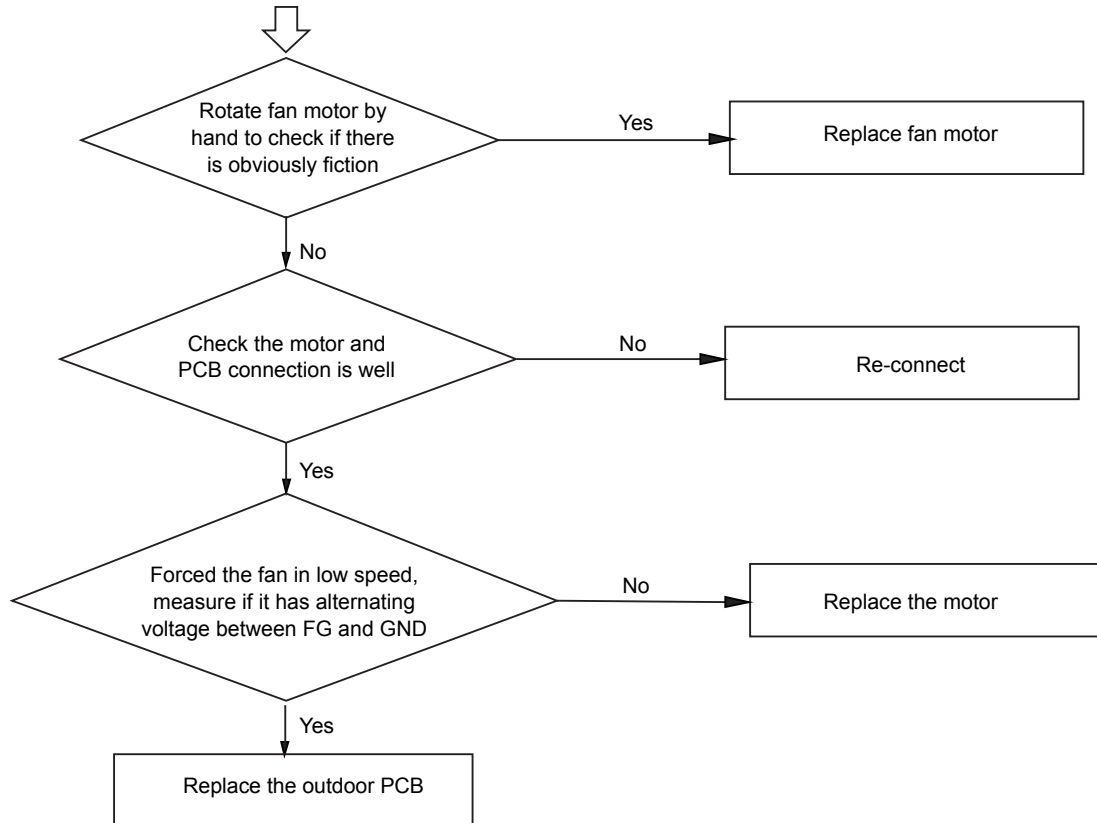 Rotate fan motor by
hand to check if there
is obviously fiction
Yes
Replace fan motor
No
Check the motor and
PCB connection is well
No
Re-connect
Yes
Forced the fan in low speed,
measure if it has alternating
voltage between FG and GND
No
Replace the motor
Yes
Replace the outdoor PCB